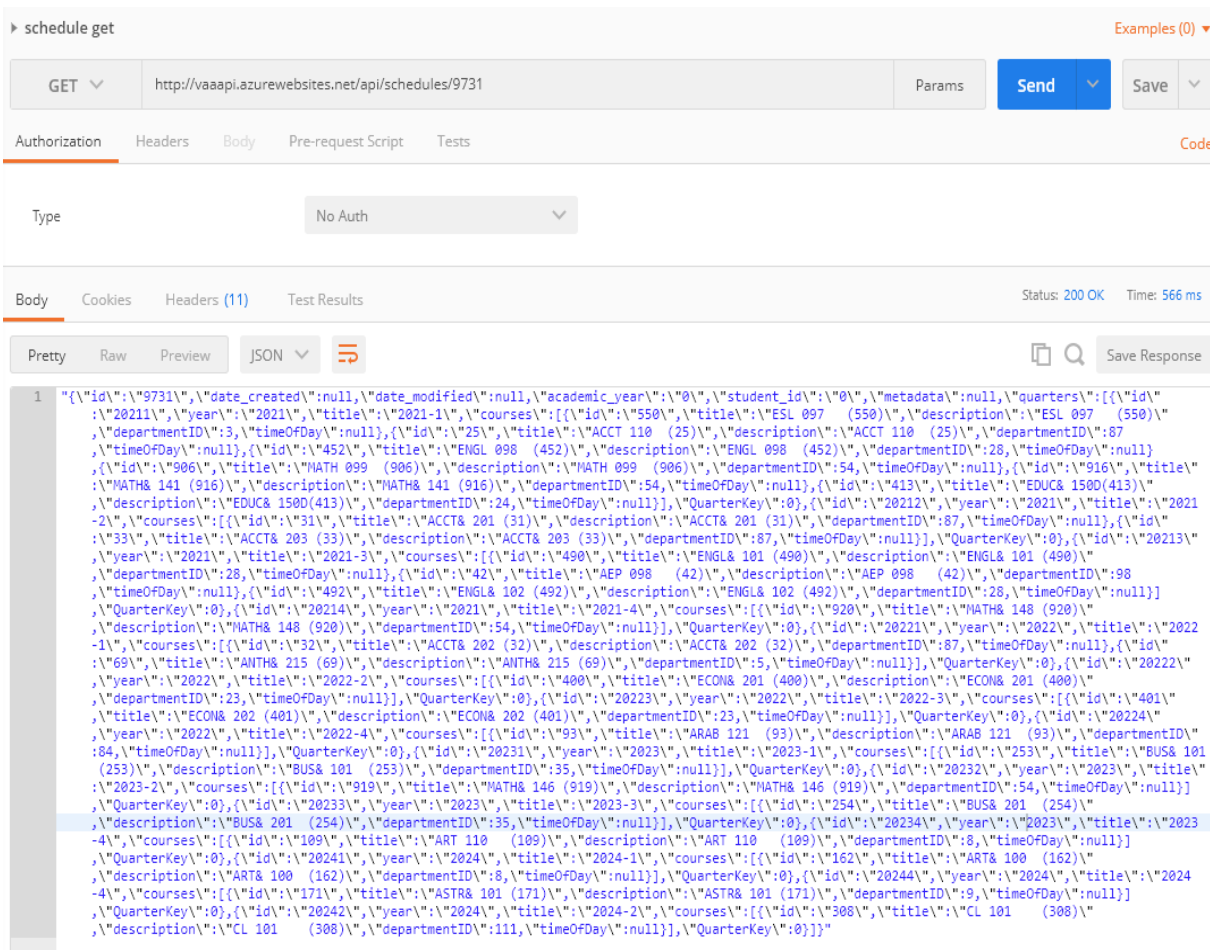 schedule get
Examples (0)
GET
http://vaaapi.azurewebsites.net/api/schedules/9731
Params
Send
Save
Authorization Headers Body Pre-request Script Tests
Code
Type
No Auth
Body Cookies Headers (11) Test Results
Status: 200 OK Time: 566 ms
Pretty Raw Preview JSON
Save Response
1 "{\"id\":\"9731\",\"date_created\":null,\"date_modified\":null,\"academic_year\":\"0\",\"student_id\":\"0\",\"metadata\":null,\"quarters\":[{\"id\"
:\"20211\",\"year\":\"2021\",\"title\":\"2021-1\",\"courses\":[{\"id\":\"550\",\"title\":\"ESL 097   (550)\",\"description\":\"ESL 097   (550)\"
,\"departmentID\":3,\"timeOfDay\":null},{\"id\":\"25\",\"title\":\"ACCT 110  (25)\",\"description\":\"ACCT 110  (25)\",\"departmentID\":87
,\"timeOfDay\":null},{\"id\":\"452\",\"title\":\"ENGL 098  (452)\",\"description\":\"ENGL 098  (452)\",\"departmentID\":28,\"timeOfDay\":null}
,{\"id\":\"906\",\"title\":\"MATH 099  (906)\",\"description\":\"MATH 099  (906)\",\"departmentID\":54,\"timeOfDay\":null},{\"id\":\"916\",\"title\"
:\"MATH& 141 (916)\",\"description\":\"MATH& 141 (916)\",\"departmentID\":54,\"timeOfDay\":null},{\"id\":\"413\",\"title\":\"EDUC& 150D(413)\"
,\"description\":\"EDUC& 150D(413)\",\"departmentID\":24,\"timeOfDay\":null}],\"QuarterKey\":0},{\"id\":\"20212\",\"year\":\"2021\",\"title\":\"2021
-2\",\"courses\":[{\"id\":\"31\",\"title\":\"ACCT& 201 (31)\",\"description\":\"ACCT& 201 (31)\",\"departmentID\":87,\"timeOfDay\":null},{\"id\"
:\"33\",\"title\":\"ACCT& 203 (33)\",\"description\":\"ACCT& 203 (33)\",\"departmentID\":87,\"timeOfDay\":null}],\"QuarterKey\":0},{\"id\":\"20213\"
,\"year\":\"2021\",\"title\":\"2021-3\",\"courses\":[{\"id\":\"490\",\"title\":\"ENGL& 101 (490)\",\"description\":\"ENGL& 101 (490)\"
,\"departmentID\":28,\"timeOfDay\":null},{\"id\":\"42\",\"title\":\"AEP 098   (42)\",\"description\":\"AEP 098   (42)\",\"departmentID\":98
,\"timeOfDay\":null},{\"id\":\"492\",\"title\":\"ENGL& 102 (492)\",\"description\":\"ENGL& 102 (492)\",\"departmentID\":28,\"timeOfDay\":null}]
,\"QuarterKey\":0},{\"id\":\"20214\",\"year\":\"2021\",\"title\":\"2021-4\",\"courses\":[{\"id\":\"920\",\"title\":\"MATH& 148 (920)\"
,\"description\":\"MATH& 148 (920)\",\"departmentID\":54,\"timeOfDay\":null}],\"QuarterKey\":0},{\"id\":\"20221\",\"year\":\"2022\",\"title\":\"2022
-1\",\"courses\":[{\"id\":\"32\",\"title\":\"ACCT& 202 (32)\",\"description\":\"ACCT& 202 (32)\",\"departmentID\":87,\"timeOfDay\":null},{\"id\"
:\"69\",\"title\":\"ANTH& 215 (69)\",\"description\":\"ANTH& 215 (69)\",\"departmentID\":5,\"timeOfDay\":null}],\"QuarterKey\":0},{\"id\":\"20222\"
,\"year\":\"2022\",\"title\":\"2022-2\",\"courses\":[{\"id\":\"400\",\"title\":\"ECON& 201 (400)\",\"description\":\"ECON& 201 (400)\"
,\"departmentID\":23,\"timeOfDay\":null}],\"QuarterKey\":0},{\"id\":\"20223\",\"year\":\"2022\",\"title\":\"2022-3\",\"courses\":[{\"id\":\"401\"
,\"title\":\"ECON& 202 (401)\",\"description\":\"ECON& 202 (401)\",\"departmentID\":23,\"timeOfDay\":null}],\"QuarterKey\":0},{\"id\":\"20224\"
,\"year\":\"2022\",\"title\":\"2022-4\",\"courses\":[{\"id\":\"93\",\"title\":\"ARAB 121  (93)\",\"description\":\"ARAB 121  (93)\",\"departmentID\"
:84,\"timeOfDay\":null}],\"QuarterKey\":0},{\"id\":\"20231\",\"year\":\"2023\",\"title\":\"2023-1\",\"courses\":[{\"id\":\"253\",\"title\":\"BUS& 101
(253)\",\"description\":\"BUS& 101  (253)\",\"departmentID\":35,\"timeOfDay\":null}],\"QuarterKey\":0},{\"id\":\"20232\",\"year\":\"2023\",\"title\"
:\"2023-2\",\"courses\":[{\"id\":\"919\",\"title\":\"MATH& 146 (919)\",\"description\":\"MATH& 146 (919)\",\"departmentID\":54,\"timeOfDay\":null}]
,\"QuarterKey\":0},{\"id\":\"20233\",\"year\":\"2023\",\"title\":\"2023-3\",\"courses\":[{\"id\":\"254\",\"title\":\"BUS& 201  (254)\"
,\"description\":\"BUS& 201  (254)\",\"departmentID\":35,\"timeOfDay\":null}],\"QuarterKey\":0},{\"id\":\"20234\",\"year\":\"2023\",\"title\":\"2023
-4\",\"courses\":[{\"id\":\"109\",\"title\":\"ART 110   (109)\",\"description\":\"ART 110   (109)\",\"departmentID\":8,\"timeOfDay\":null}]
,\"QuarterKey\":0},{\"id\":\"20241\",\"year\":\"2024\",\"title\":\"2024-1\",\"courses\":[{\"id\":\"162\",\"title\":\"ART& 100  (162)\"
,\"description\":\"ART& 100  (162)\",\"departmentID\":8,\"timeOfDay\":null}],\"QuarterKey\":0},{\"id\":\"20244\",\"year\":\"2024\",\"title\":\"2024
-4\",\"courses\":[{\"id\":\"171\",\"title\":\"ASTR& 101 (171)\",\"description\":\"ASTR& 101 (171)\",\"departmentID\":9,\"timeOfDay\":null}]
,\"QuarterKey\":0},{\"id\":\"20242\",\"year\":\"2024\",\"title\":\"2024-2\",\"courses\":[{\"id\":\"308\",\"title\":\"CL 101    (308)\"
,\"description\":\"CL 101    (308)\",\"departmentID\":111,\"timeOfDay\":null}],\"QuarterKey\":0}]}"